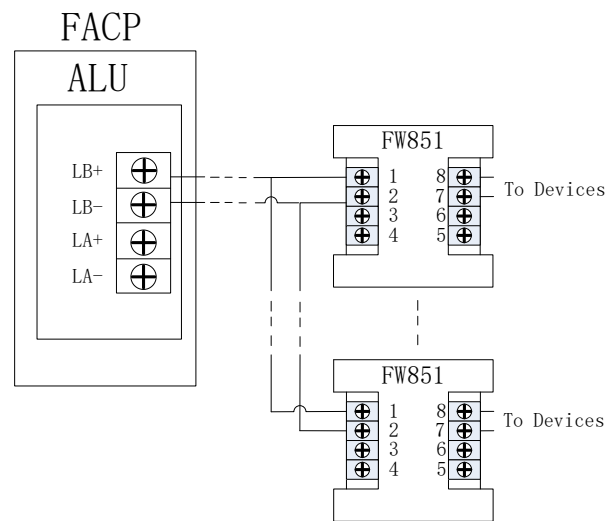 FACP
ALU
LB+
LB-
LA+
LA-
FW851
1 8
2 7
3 6
4 5
To Devices
FW851
1 8
2 7
3 6
4 5
To Devices